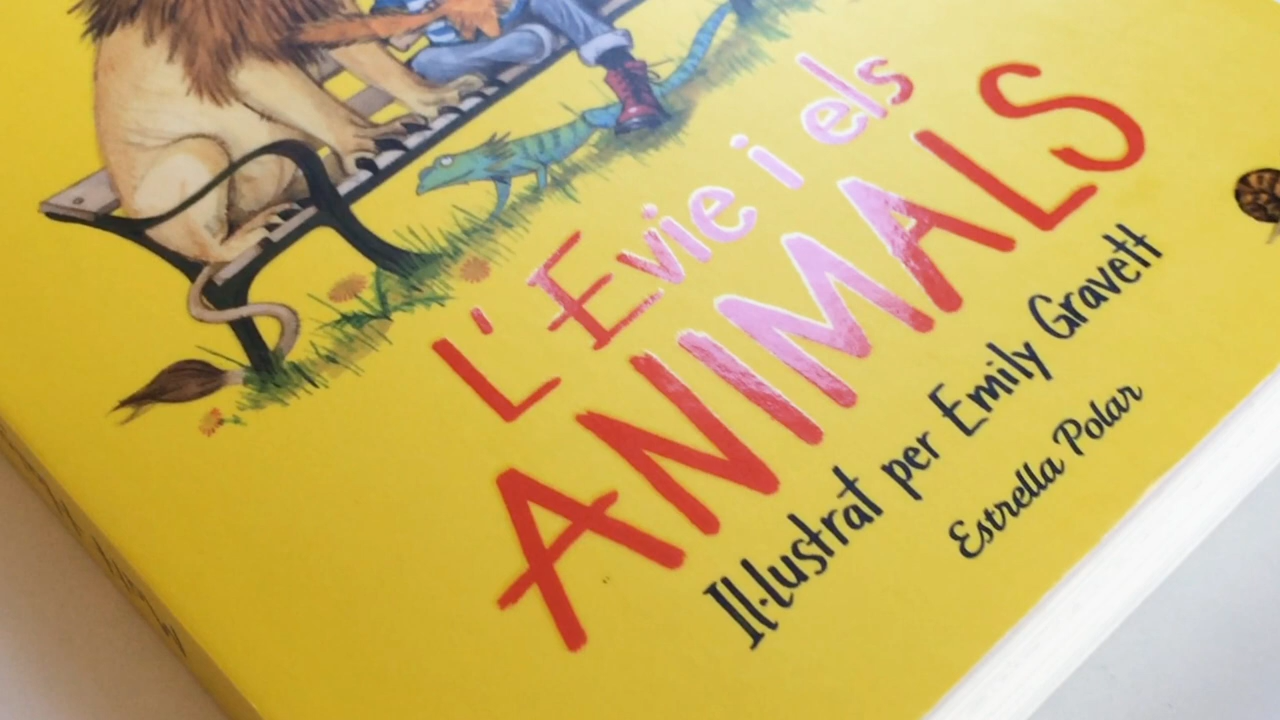 L'Evie i els
ANIMALS
Il·lustrat per Emily Gravett
Estrella Polar